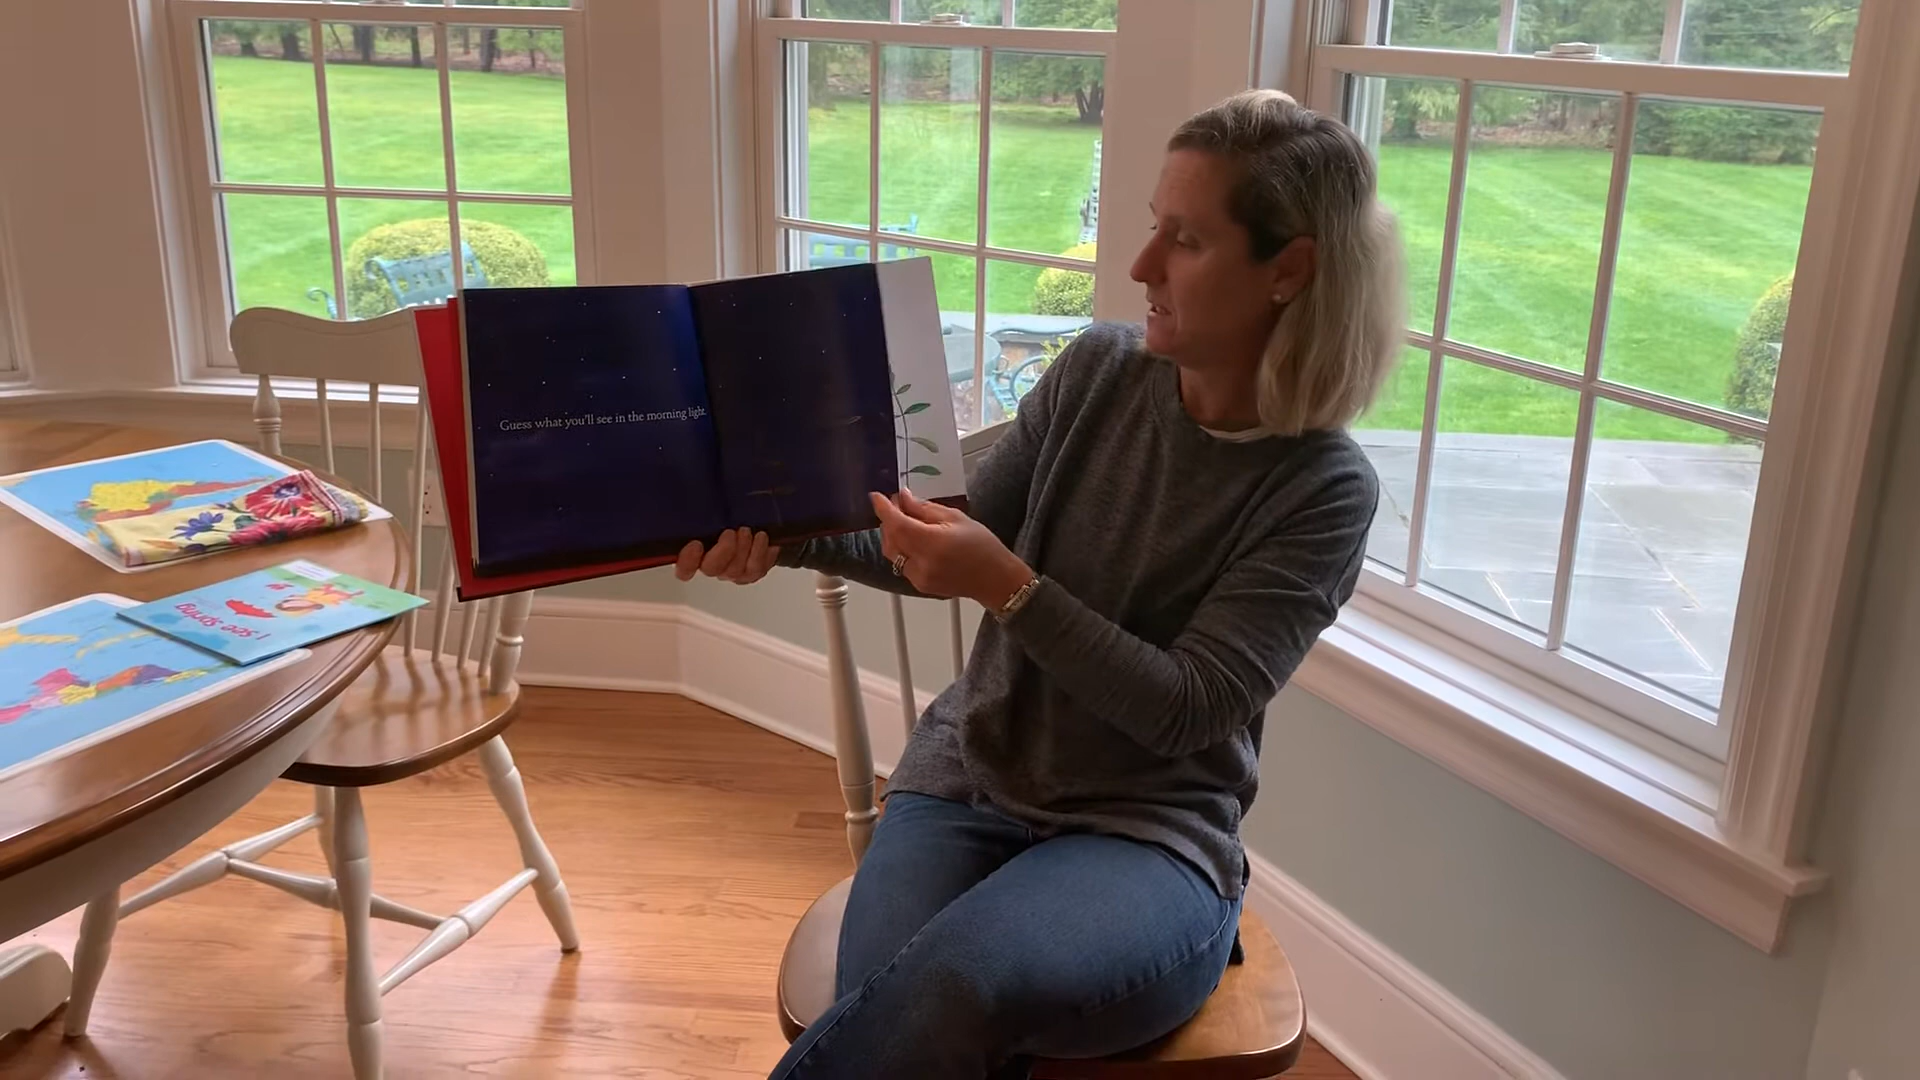 Guess what you'll see in the morning light.
I see spring